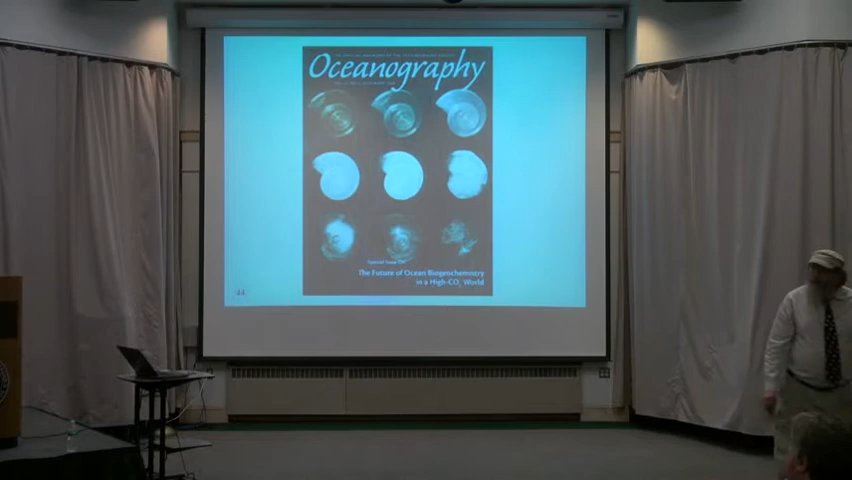 Oceanography
Special Issue On
The Future of Ocean Biogeochemistry
in a High-CO₂ World
44